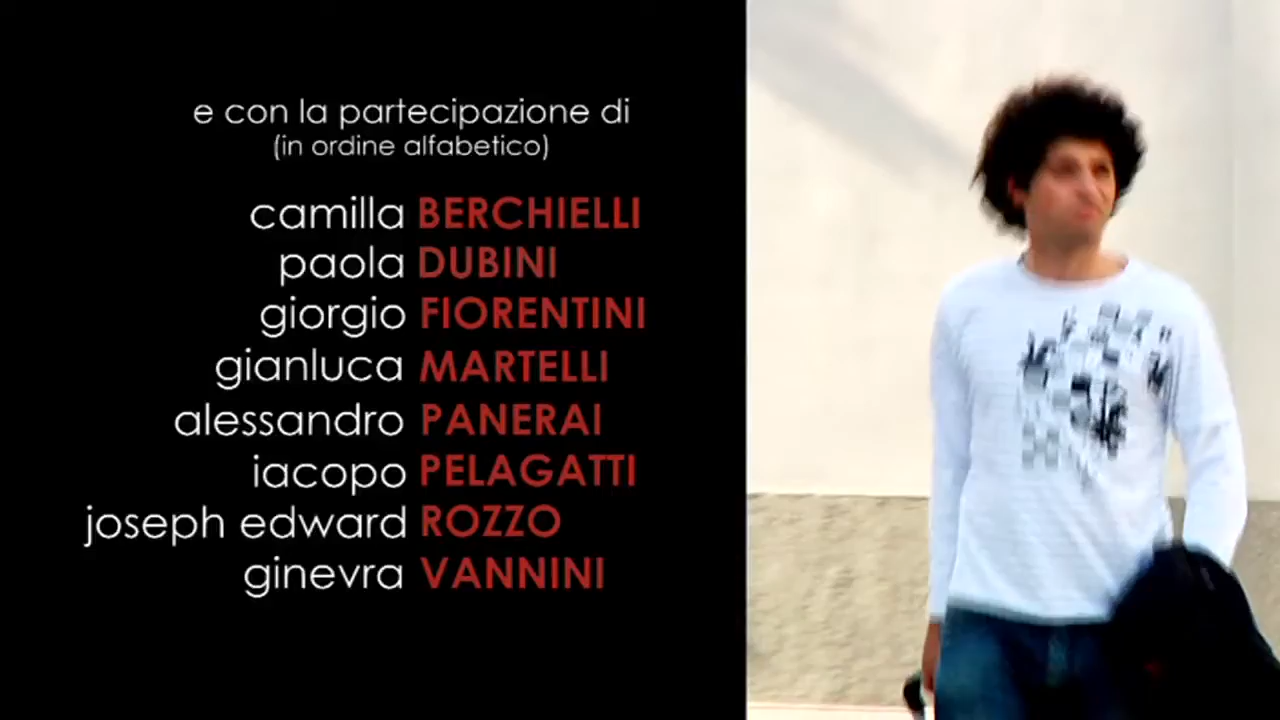 e con la partecipazione di
(in ordine alfabetico)
camilla BERCHIELLI
paola DUBINI
giorgio FIORENTINI
gianluca MARTELLI
alessandro PANERAI
iacopo PELAGATTI
joseph edward ROZZO
ginevra VANNINI